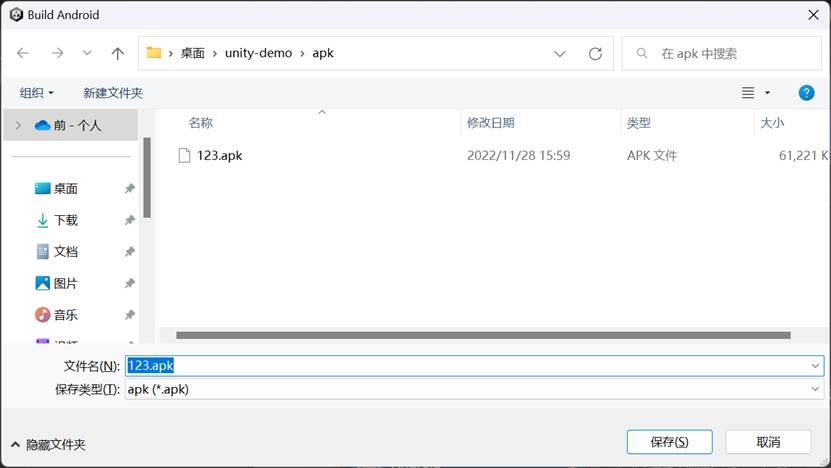 Build Android
桌面 › unity-demo › apk
在 apk 中搜索
组织 新建文件夹
前 - 个人
名称 修改日期 类型 大小
123.apk 2022/11/28 15:59 APK 文件 61,221 K
桌面
下载
文档
图片
音乐
文件名(N): 123.apk
保存类型(T): apk (*.apk)
隐藏文件夹 保存(S) 取消